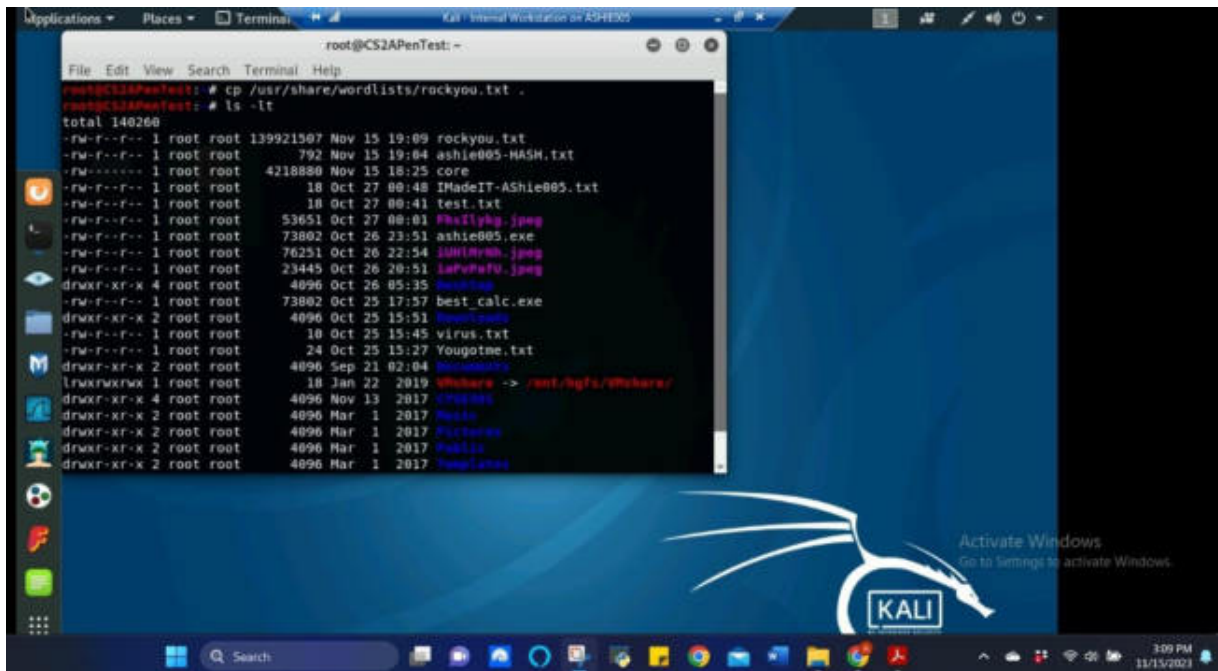 Applications ▾ Places ▾ Terminal Kali - Internal Workstation on ASHIE005 1
root@CS2APenTest: ~
File Edit View Search Terminal Help
root@CS2APenTest:~# cp /usr/share/wordlists/rockyou.txt .
root@CS2APenTest:~# ls -lt
total 140260
-rw-r--r-- 1 root root 139921507 Nov 15 19:09 rockyou.txt
-rw-r--r-- 1 root root 792 Nov 15 19:04 ashie005-HASH.txt
-rw------- 1 root root 4218880 Nov 15 18:25 core
-rw-r--r-- 1 root root 18 Oct 27 00:48 IMadeIT-AShie005.txt
-rw-r--r-- 1 root root 18 Oct 27 00:41 test.txt
-rw-r--r-- 1 root root 53651 Oct 27 00:01
-rw-r--r-- 1 root root 73802 Oct 26 23:51 ashie005.exe
-rw-r--r-- 1 root root 76251 Oct 26 22:54
-rw-r--r-- 1 root root 23445 Oct 26 20:51
drwxr-xr-x 4 root root 4096 Oct 26 05:35 Desktop
-rw-r--r-- 1 root root 73802 Oct 25 17:57 best_calc.exe
drwxr-xr-x 2 root root 4096 Oct 25 15:51 Downloads
-rw-r--r-- 1 root root 10 Oct 25 15:45 virus.txt
-rw-r--r-- 1 root root 24 Oct 25 15:27 Yougotme.txt
drwxr-xr-x 2 root root 4096 Sep 21 02:04 Documents
lrwxrwxrwx 1 root root 18 Jan 22 2019 VMshare -> /mnt/hgfs/VMshare/
drwxr-xr-x 4 root root 4096 Nov 13 2017
drwxr-xr-x 2 root root 4096 Mar 1 2017 Music
drwxr-xr-x 2 root root 4096 Mar 1 2017 Pictures
drwxr-xr-x 2 root root 4096 Mar 1 2017 Public
drwxr-xr-x 2 root root 4096 Mar 1 2017 Templates
Activate Windows
Go to Settings to activate Windows.
KALI
Search
3:09 PM
11/15/2023